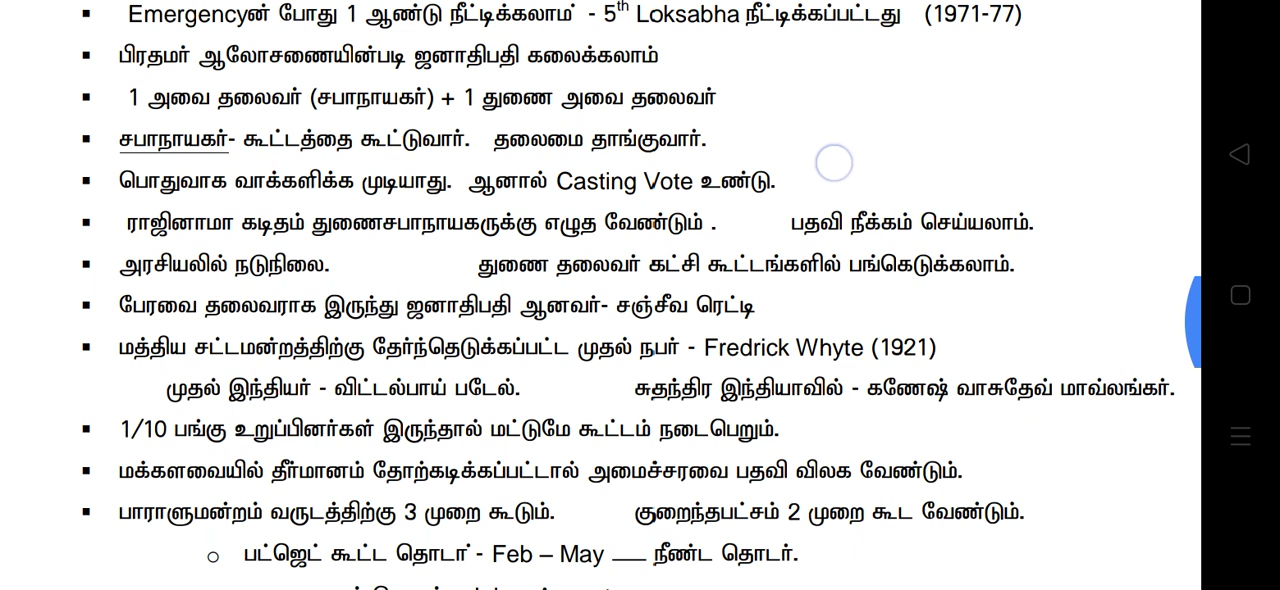 ▪ Emergencyன் போது 1 ஆண்டு நீட்டிக்கலாம் - 5th Loksabha நீட்டிக்கப்பட்டது (1971-77)
▪ பிரதமர் ஆலோசணையின்படி ஜனாதிபதி கலைக்கலாம்
▪ 1 அவை தலைவர் (சபாநாயகர்) + 1 துணை அவை தலைவர்
▪ சபாநாயகர்- கூட்டத்தை கூட்டுவார். தலைமை தாங்குவார்.
▪ பொதுவாக வாக்களிக்க முடியாது. ஆனால் Casting Vote உண்டு.
▪ ராஜினாமா கடிதம் துணைசபாநாயகருக்கு எழுத வேண்டும் . பதவி நீக்கம் செய்யலாம்.
▪ அரசியலில் நடுநிலை. துணை தலைவர் கட்சி கூட்டங்களில் பங்கெடுக்கலாம்.
▪ பேரவை தலைவராக இருந்து ஜனாதிபதி ஆனவர்- சஞ்சீவ ரெட்டி
▪ மத்திய சட்டமன்றத்திற்கு தேர்ந்தெடுக்கப்பட்ட முதல் நபர் - Fredrick Whyte (1921)
முதல் இந்தியர் - விட்டல்பாய் படேல். சுதந்திர இந்தியாவில் - கணேஷ் வாசுதேவ் மாவ்லங்கர்.
▪ 1/10 பங்கு உறுப்பினர்கள் இருந்தால் மட்டுமே கூட்டம் நடைபெறும்.
▪ மக்களவையில் தீர்மானம் தோற்கடிக்கப்பட்டால் அமைச்சரவை பதவி விலக வேண்டும்.
▪ பாராளுமன்றம் வருடத்திற்கு 3 முறை கூடும். குறைந்தபட்சம் 2 முறை கூட வேண்டும்.
o பட்ஜெட் கூட்ட தொடர் - Feb – May ___ நீண்ட தொடர்.